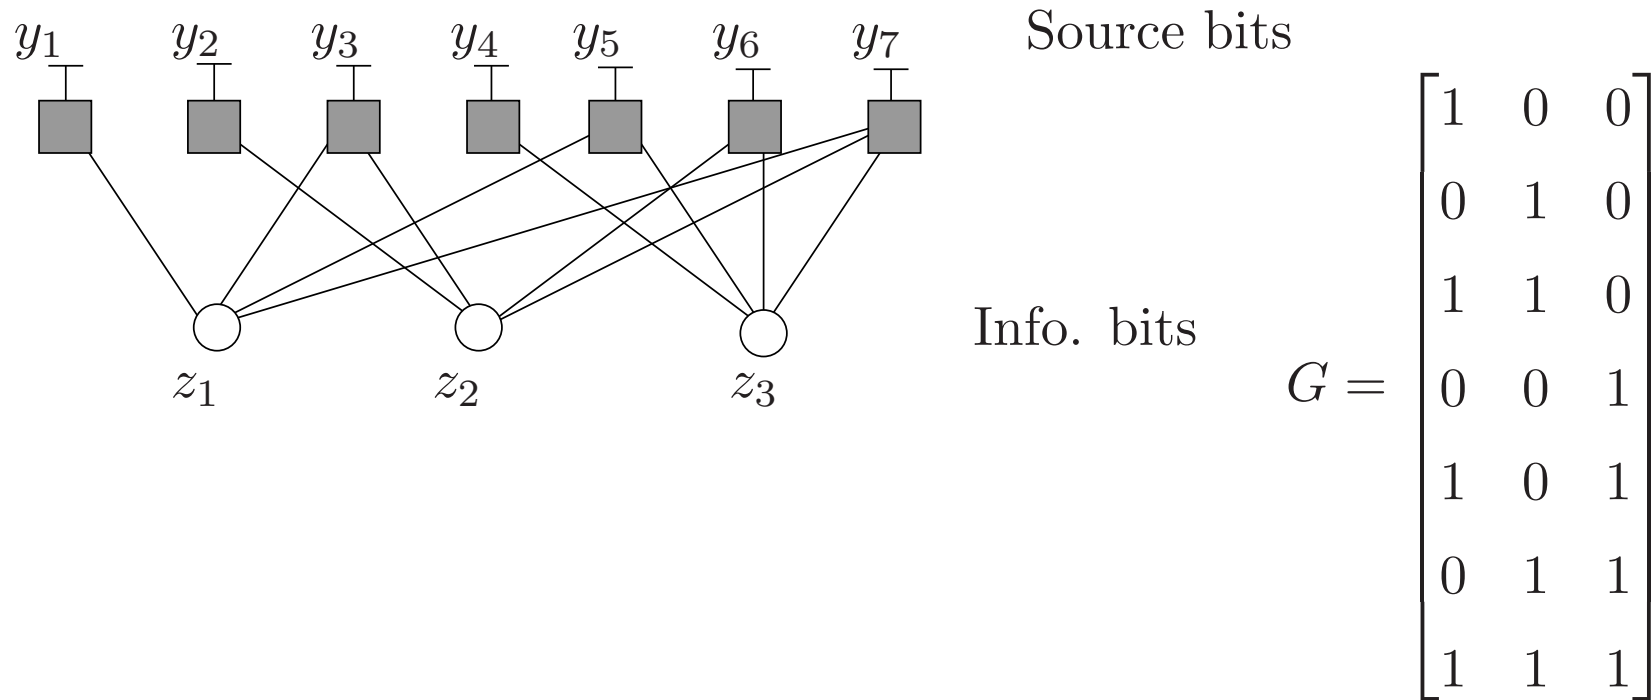 y₁ y₂ y₃ y₄ y₅ y₆ y₇ Source bits
z₁ z₂ z₃ Info. bits
G =
1 0 0
0 1 0
1 1 0
0 0 1
1 0 1
0 1 1
1 1 1